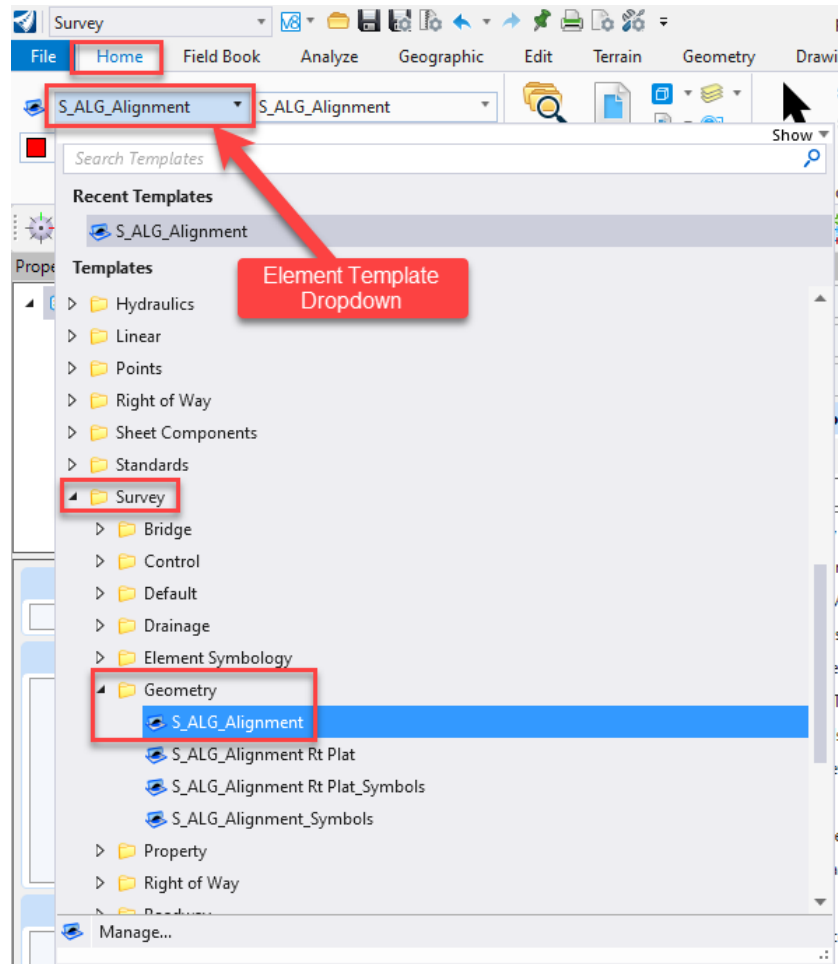 Survey
File Home Field Book Analyze Geographic Edit Terrain Geometry
S_ALG_Alignment S_ALG_Alignment
Show
Search Templates
Recent Templates
S_ALG_Alignment
Templates
Element Template
Dropdown
Hydraulics
Linear
Points
Right of Way
Sheet Components
Standards
Survey
Bridge
Control
Default
Drainage
Element Symbology
Geometry
S_ALG_Alignment
S_ALG_Alignment Rt Plat
S_ALG_Alignment Rt Plat_Symbols
S_ALG_Alignment_Symbols
Property
Right of Way
Manage...